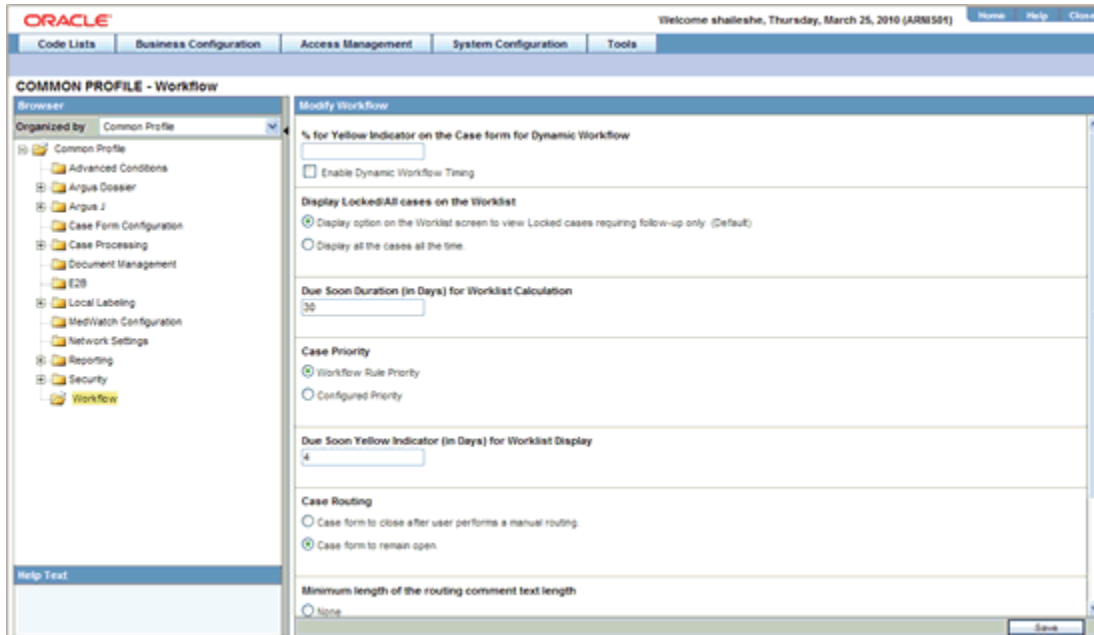 ORACLE
Welcome shaileshe, Thursday, March 25, 2010 (ARNIS01)
Home Help Close
Code Lists Business Configuration Access Management System Configuration Tools
COMMON PROFILE - Workflow
Browser
Organized by Common Profile
Common Profile
Advanced Conditions
Argus Dossier
Argus J
Case Form Configuration
Case Processing
Document Management
E2B
Local Labeling
MedWatch Configuration
Network Settings
Reporting
Security
Workflow
Help Text
Modify Workflow
% for Yellow Indicator on the Case form for Dynamic Workflow
Enable Dynamic Workflow Timing
Display Locked/All cases on the Worklist
Display option on the Worklist screen to view Locked cases requiring follow-up only (Default)
Display all the cases all the time.
Due Soon Duration (in Days) for Worklist Calculation
30
Case Priority
Workflow Rule Priority
Configured Priority
Due Soon Yellow Indicator (in Days) for Worklist Display
4
Case Routing
Case form to close after user performs a manual routing.
Case form to remain open.
Minimum length of the routing comment text length
None
Save